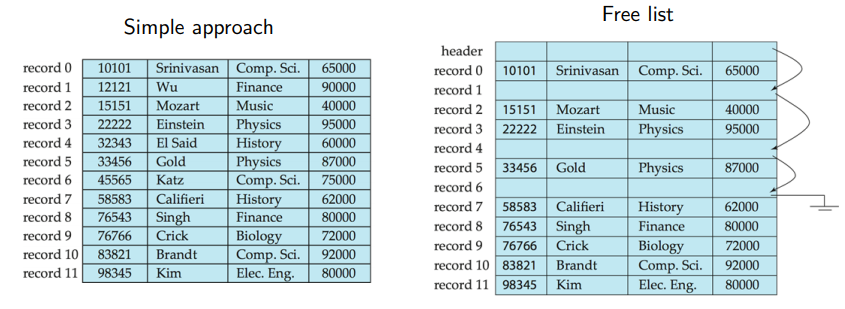 Simple approach
record 0 10101 Srinivasan Comp. Sci. 65000
record 1 12121 Wu Finance 90000
record 2 15151 Mozart Music 40000
record 3 22222 Einstein Physics 95000
record 4 32343 El Said History 60000
record 5 33456 Gold Physics 87000
record 6 45565 Katz Comp. Sci. 75000
record 7 58583 Califieri History 62000
record 8 76543 Singh Finance 80000
record 9 76766 Crick Biology 72000
record 10 83821 Brandt Comp. Sci. 92000
record 11 98345 Kim Elec. Eng. 80000
Free list
header
record 0 10101 Srinivasan Comp. Sci. 65000
record 1
record 2 15151 Mozart Music 40000
record 3 22222 Einstein Physics 95000
record 4
record 5 33456 Gold Physics 87000
record 6
record 7 58583 Califieri History 62000
record 8 76543 Singh Finance 80000
record 9 76766 Crick Biology 72000
record 10 83821 Brandt Comp. Sci. 92000
record 11 98345 Kim Elec. Eng. 80000